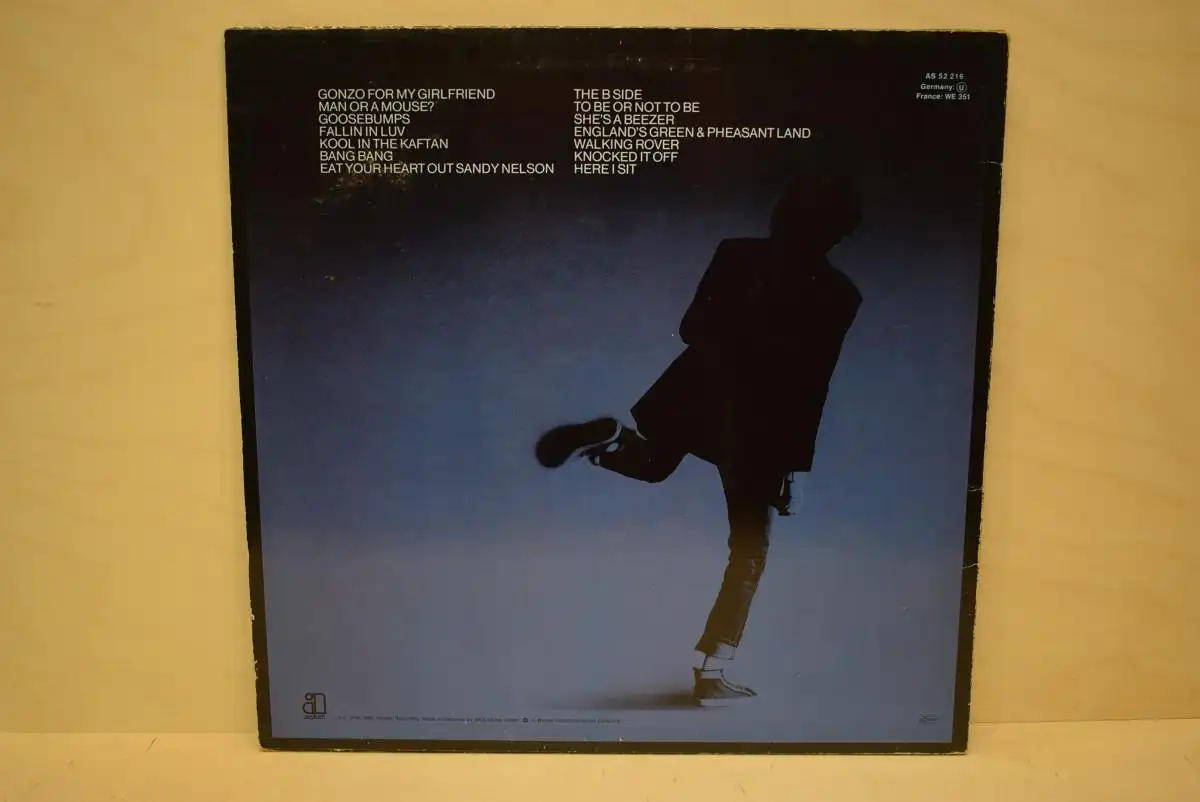 GONZO FOR MY GIRLFRIEND
MAN OR A MOUSE?
GOOSEBUMPS
FALLIN IN LUV
KOOL IN THE KAFTAN
BANG BANG
EAT YOUR HEART OUT SANDY NELSON
THE B SIDE
TO BE OR NOT TO BE
SHE'S A BEEZER
ENGLAND'S GREEN & PHEASANT LAND
WALKING ROVER
KNOCKED IT OFF
HERE I SIT
AS 52 216
Germany: U
France: WE 351
asylum